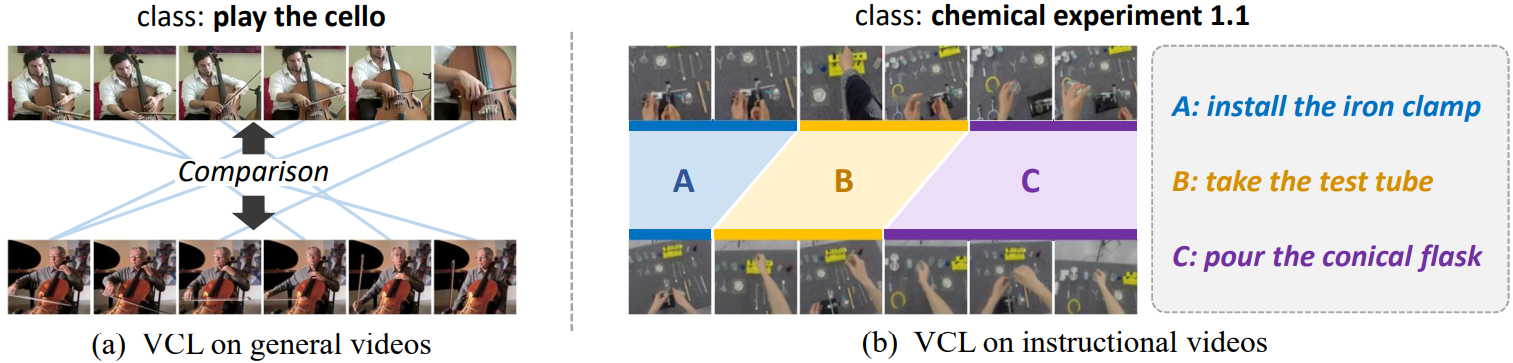 class: play the cello
Comparison
(a) VCL on general videos
class: chemical experiment 1.1
A
B
C
A: install the iron clamp
B: take the test tube
C: pour the conical flask
(b) VCL on instructional videos